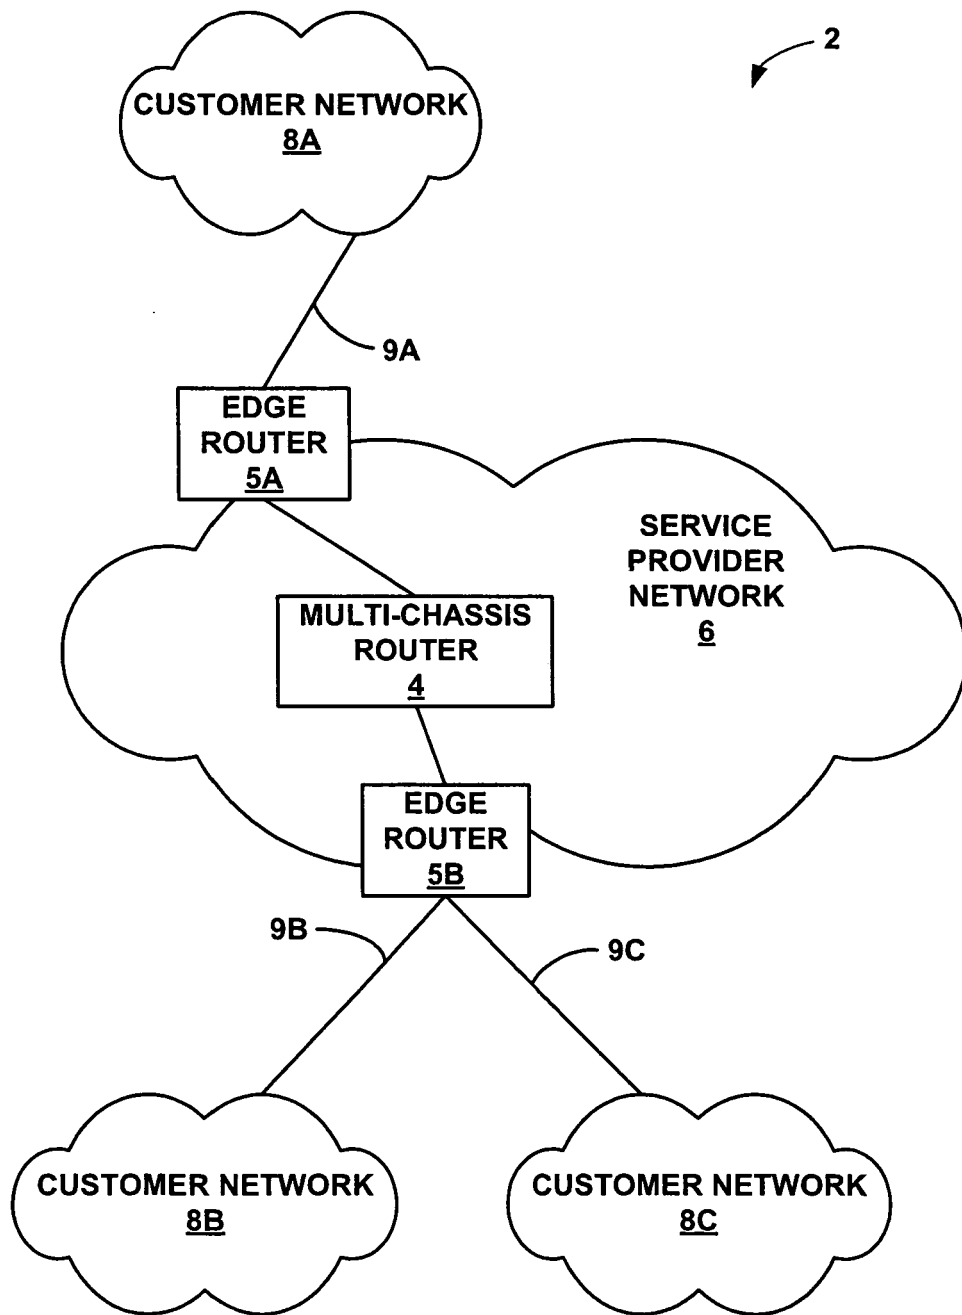 2
CUSTOMER NETWORK
8A
9A
EDGE
ROUTER
5A
SERVICE
PROVIDER
NETWORK
6
MULTI-CHASSIS
ROUTER
4
EDGE
ROUTER
5B
9B
9C
CUSTOMER NETWORK
8B
CUSTOMER NETWORK
8C